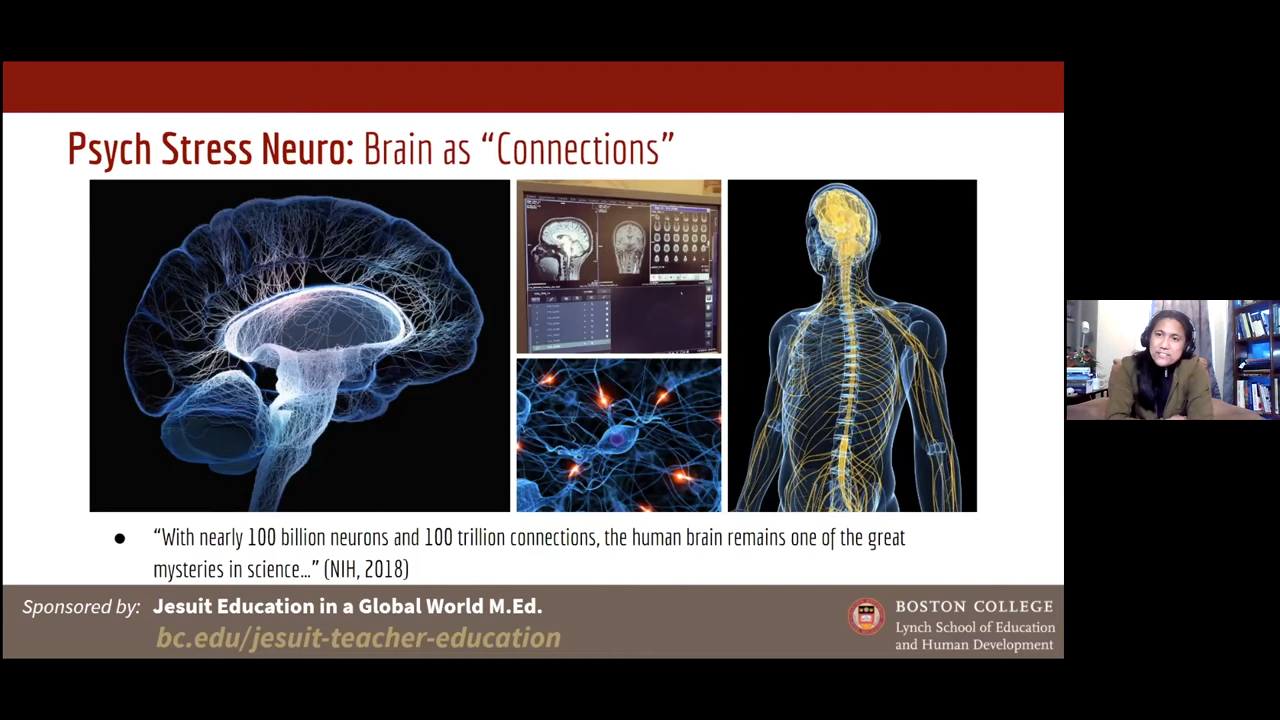 Psych Stress Neuro: Brain as “Connections”
● “With nearly 100 billion neurons and 100 trillion connections, the human brain remains one of the great
mysteries in science…” (NIH, 2018)
Sponsored by: Jesuit Education in a Global World M.Ed.
bc.edu/jesuit-teacher-education
BOSTON COLLEGE
Lynch School of Education
and Human Development